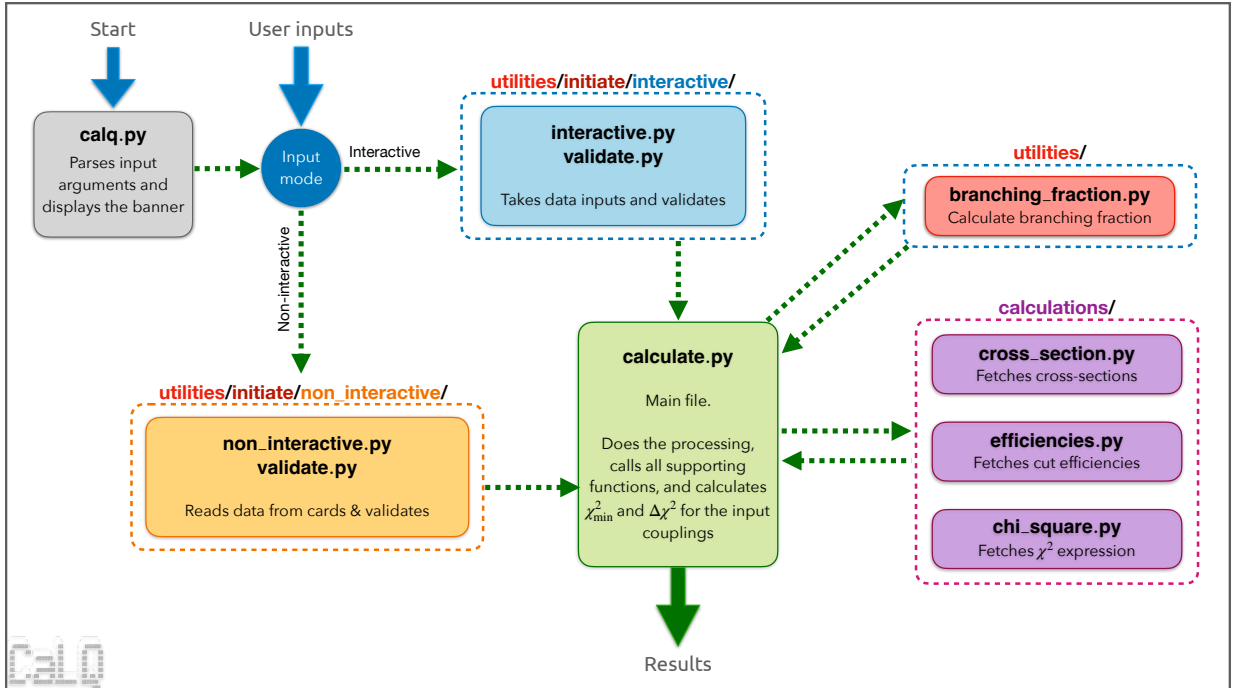 Start
User inputs
calq.py
Parses input
arguments and
displays the banner
Input
mode
Interactive
Non-interactive
utilities/initiate/interactive/
interactive.py
validate.py
Takes data inputs and validates
utilities/
branching_fraction.py
Calculate branching fraction
utilities/initiate/non_interactive/
non_interactive.py
validate.py
Reads data from cards & validates
calculate.py
Main file.
Does the processing,
calls all supporting
functions, and calculates
χ²_min and Δχ² for the input
couplings
calculations/
cross_section.py
Fetches cross-sections
efficiencies.py
Fetches cut efficiencies
chi_square.py
Fetches χ² expression
Results
CaLQ